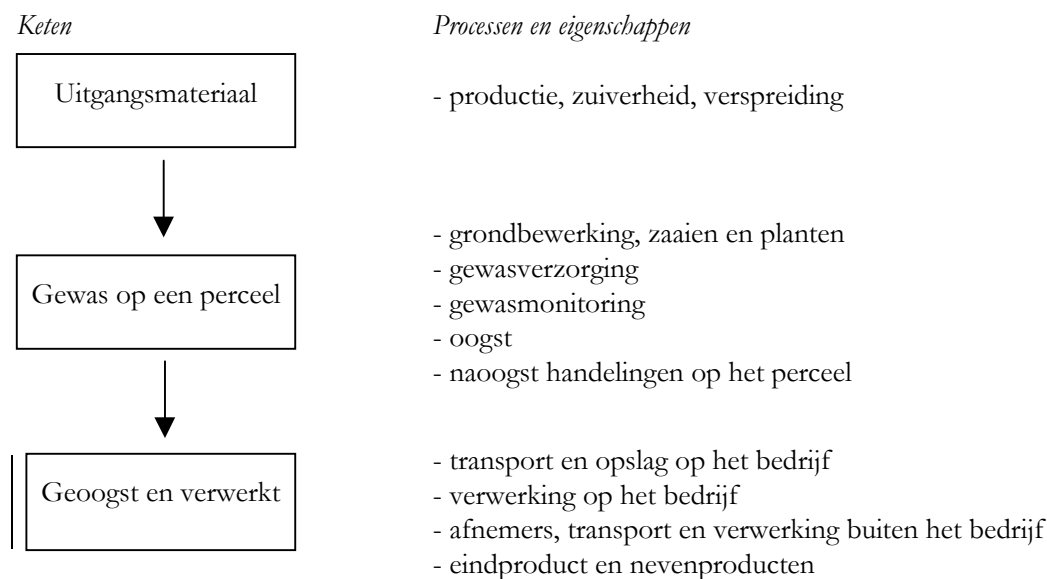 Keten
Processen en eigenschappen
Uitgangsmateriaal
- productie, zuiverheid, verspreiding
Gewas op een perceel
- grondbewerking, zaaien en planten
- gewasverzorging
- gewasmonitoring
- oogst
- naoogst handelingen op het perceel
Geoogst en verwerkt
- transport en opslag op het bedrijf
- verwerking op het bedrijf
- afnemers, transport en verwerking buiten het bedrijf
- eindproduct en nevenproducten